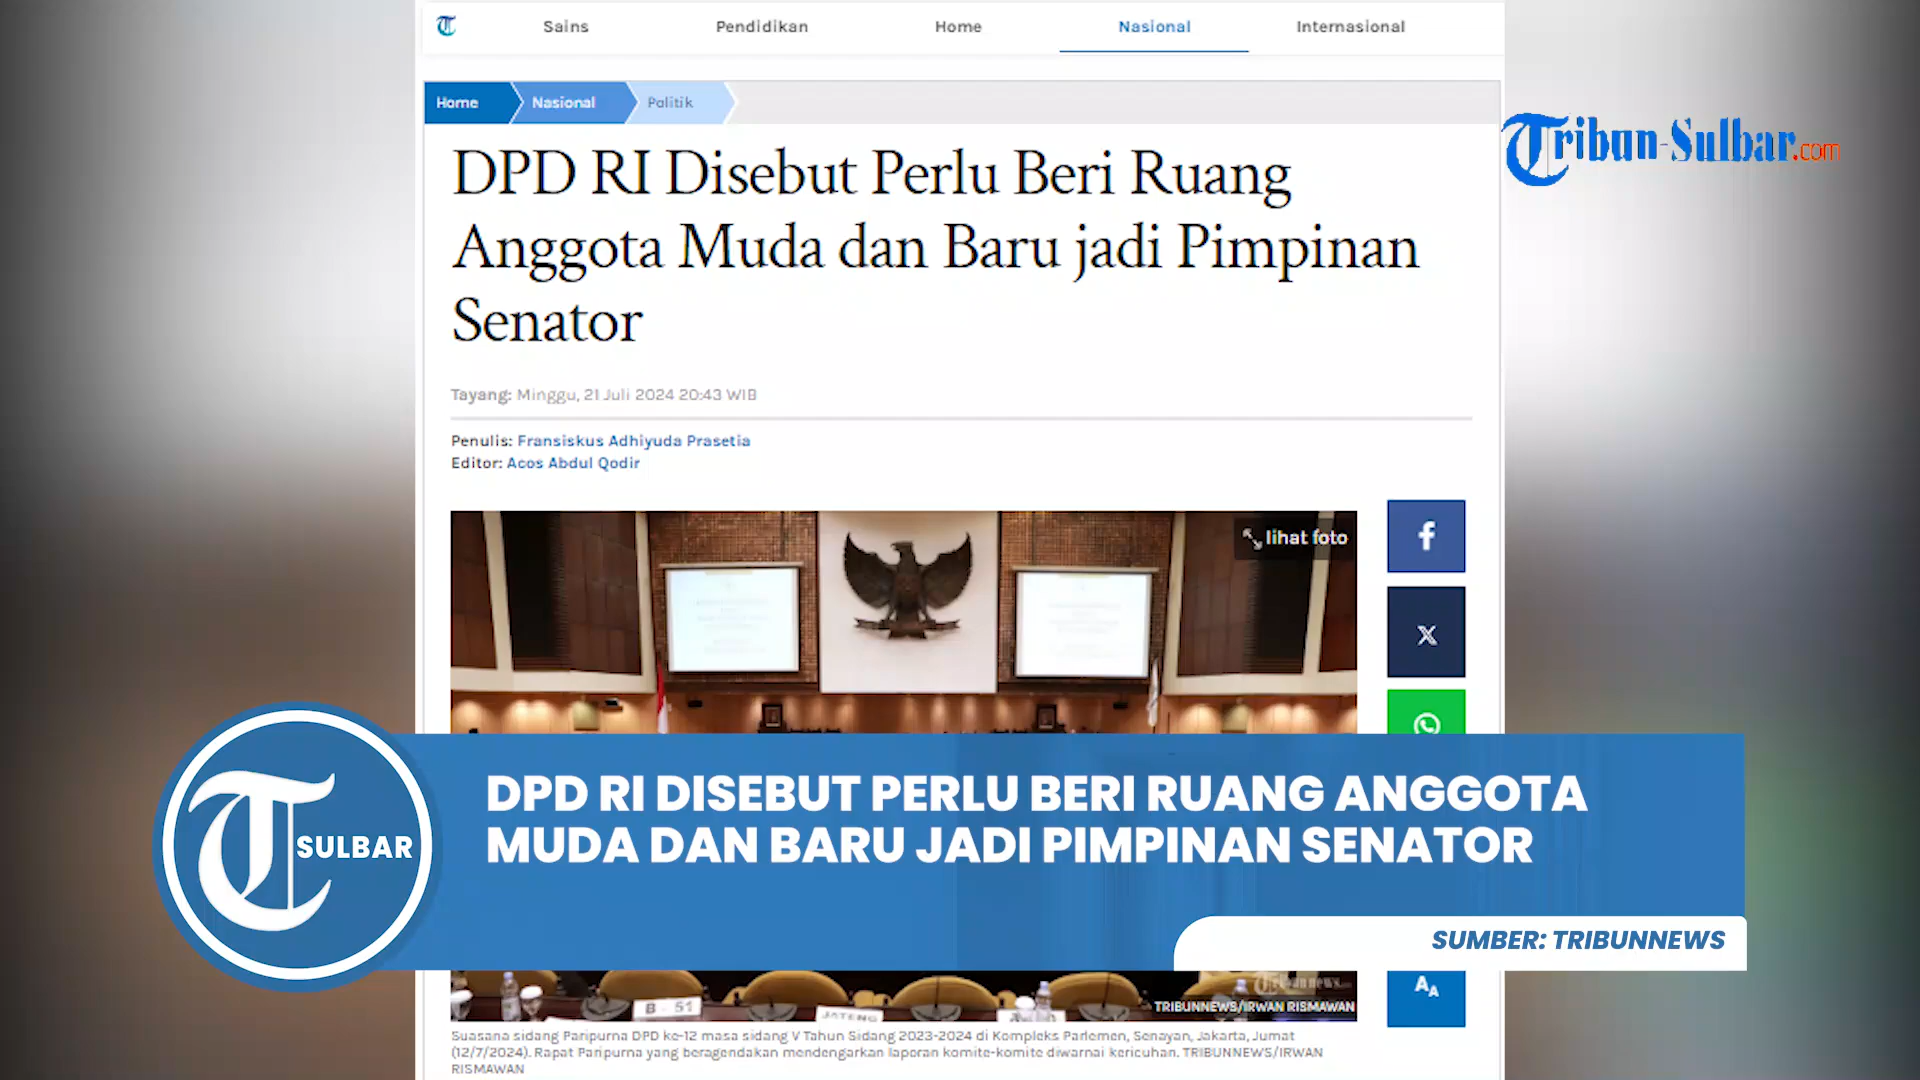 Sains Pendidikan Home Nasional Internasional
Home Nasional Politik
Tribun-Sulbar.com
DPD RI Disebut Perlu Beri Ruang
Anggota Muda dan Baru jadi Pimpinan
Senator
Tayang: Minggu, 21 Juli 2024 20:43 WIB
Penulis: Fransiskus Adhiyuda Prasetia
Editor: Acos Abdul Qodir
lihat foto
DPD RI DISEBUT PERLU BERI RUANG ANGGOTA
MUDA DAN BARU JADI PIMPINAN SENATOR
T SULBAR
SUMBER: TRIBUNNEWS
B - 51
JATENG
Tribunnews.com
TRIBUNNEWS/IRWAN RISMAWAN
AA
Suasana sidang Paripurna DPD ke-12 masa sidang V Tahun Sidang 2023-2024 di Kompleks Parlemen, Senayan, Jakarta, Jumat
(12/7/2024). Rapat Paripurna yang beragendakan mendengarkan laporan komite-komite diwarnai kericuhan. TRIBUNNEWS/IRWAN
RISMAWAN